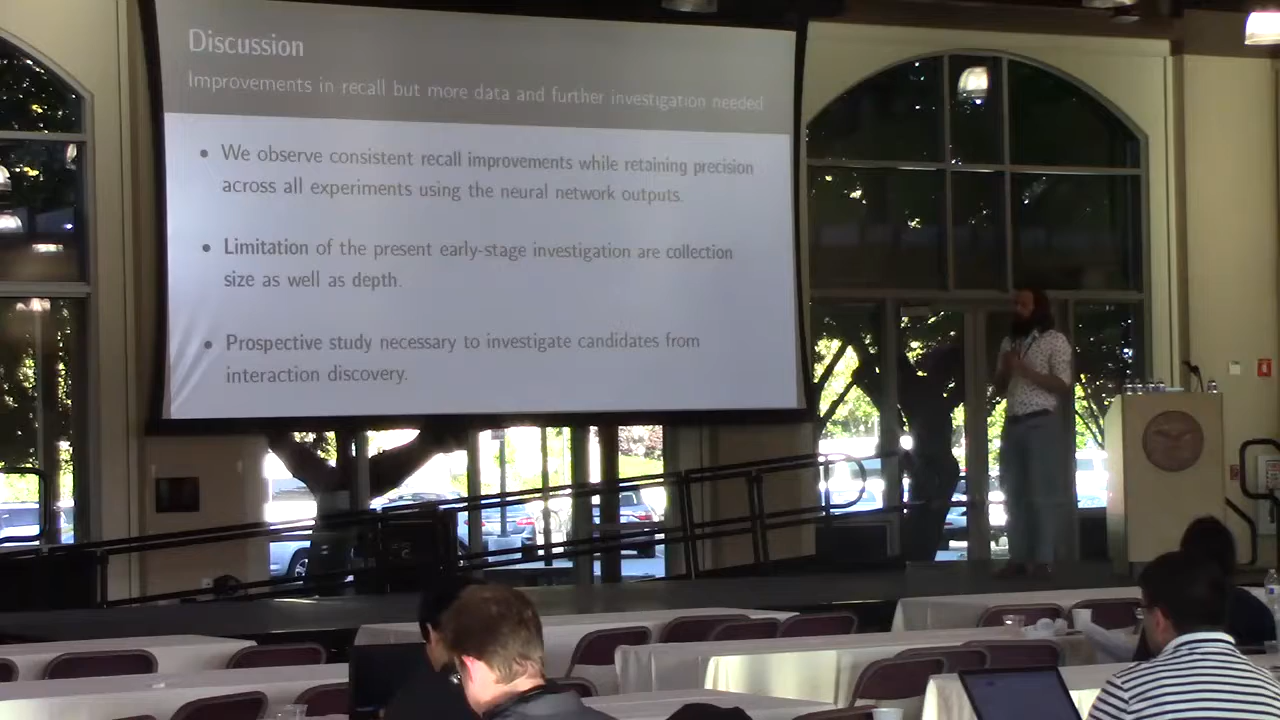 Discussion
Improvements in recall but more data and further investigation needed
• We observe consistent recall improvements while retaining precision
across all experiments using the neural network outputs.
• Limitation of the present early-stage investigation are collection
size as well as depth.
• Prospective study necessary to investigate candidates from
interaction discovery.